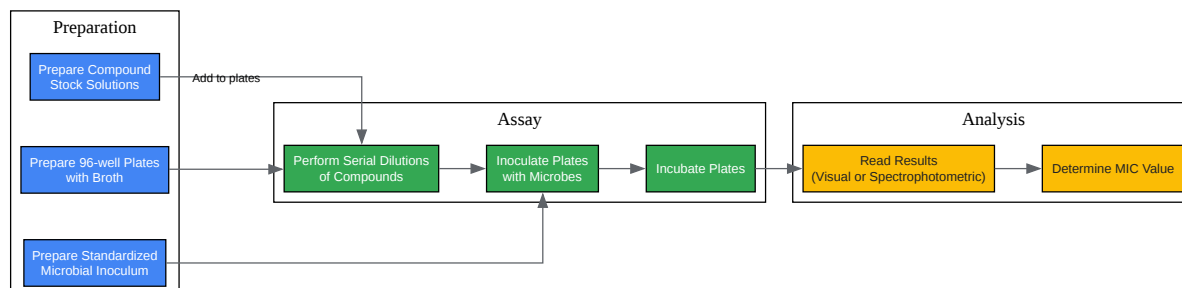 Preparation
Prepare Compound
Stock Solutions
Add to plates
Prepare 96-well Plates
with Broth
Prepare Standardized
Microbial Inoculum
Assay
Perform Serial Dilutions
of Compounds
Inoculate Plates
with Microbes
Incubate Plates
Analysis
Read Results
(Visual or Spectrophotometric)
Determine MIC Value